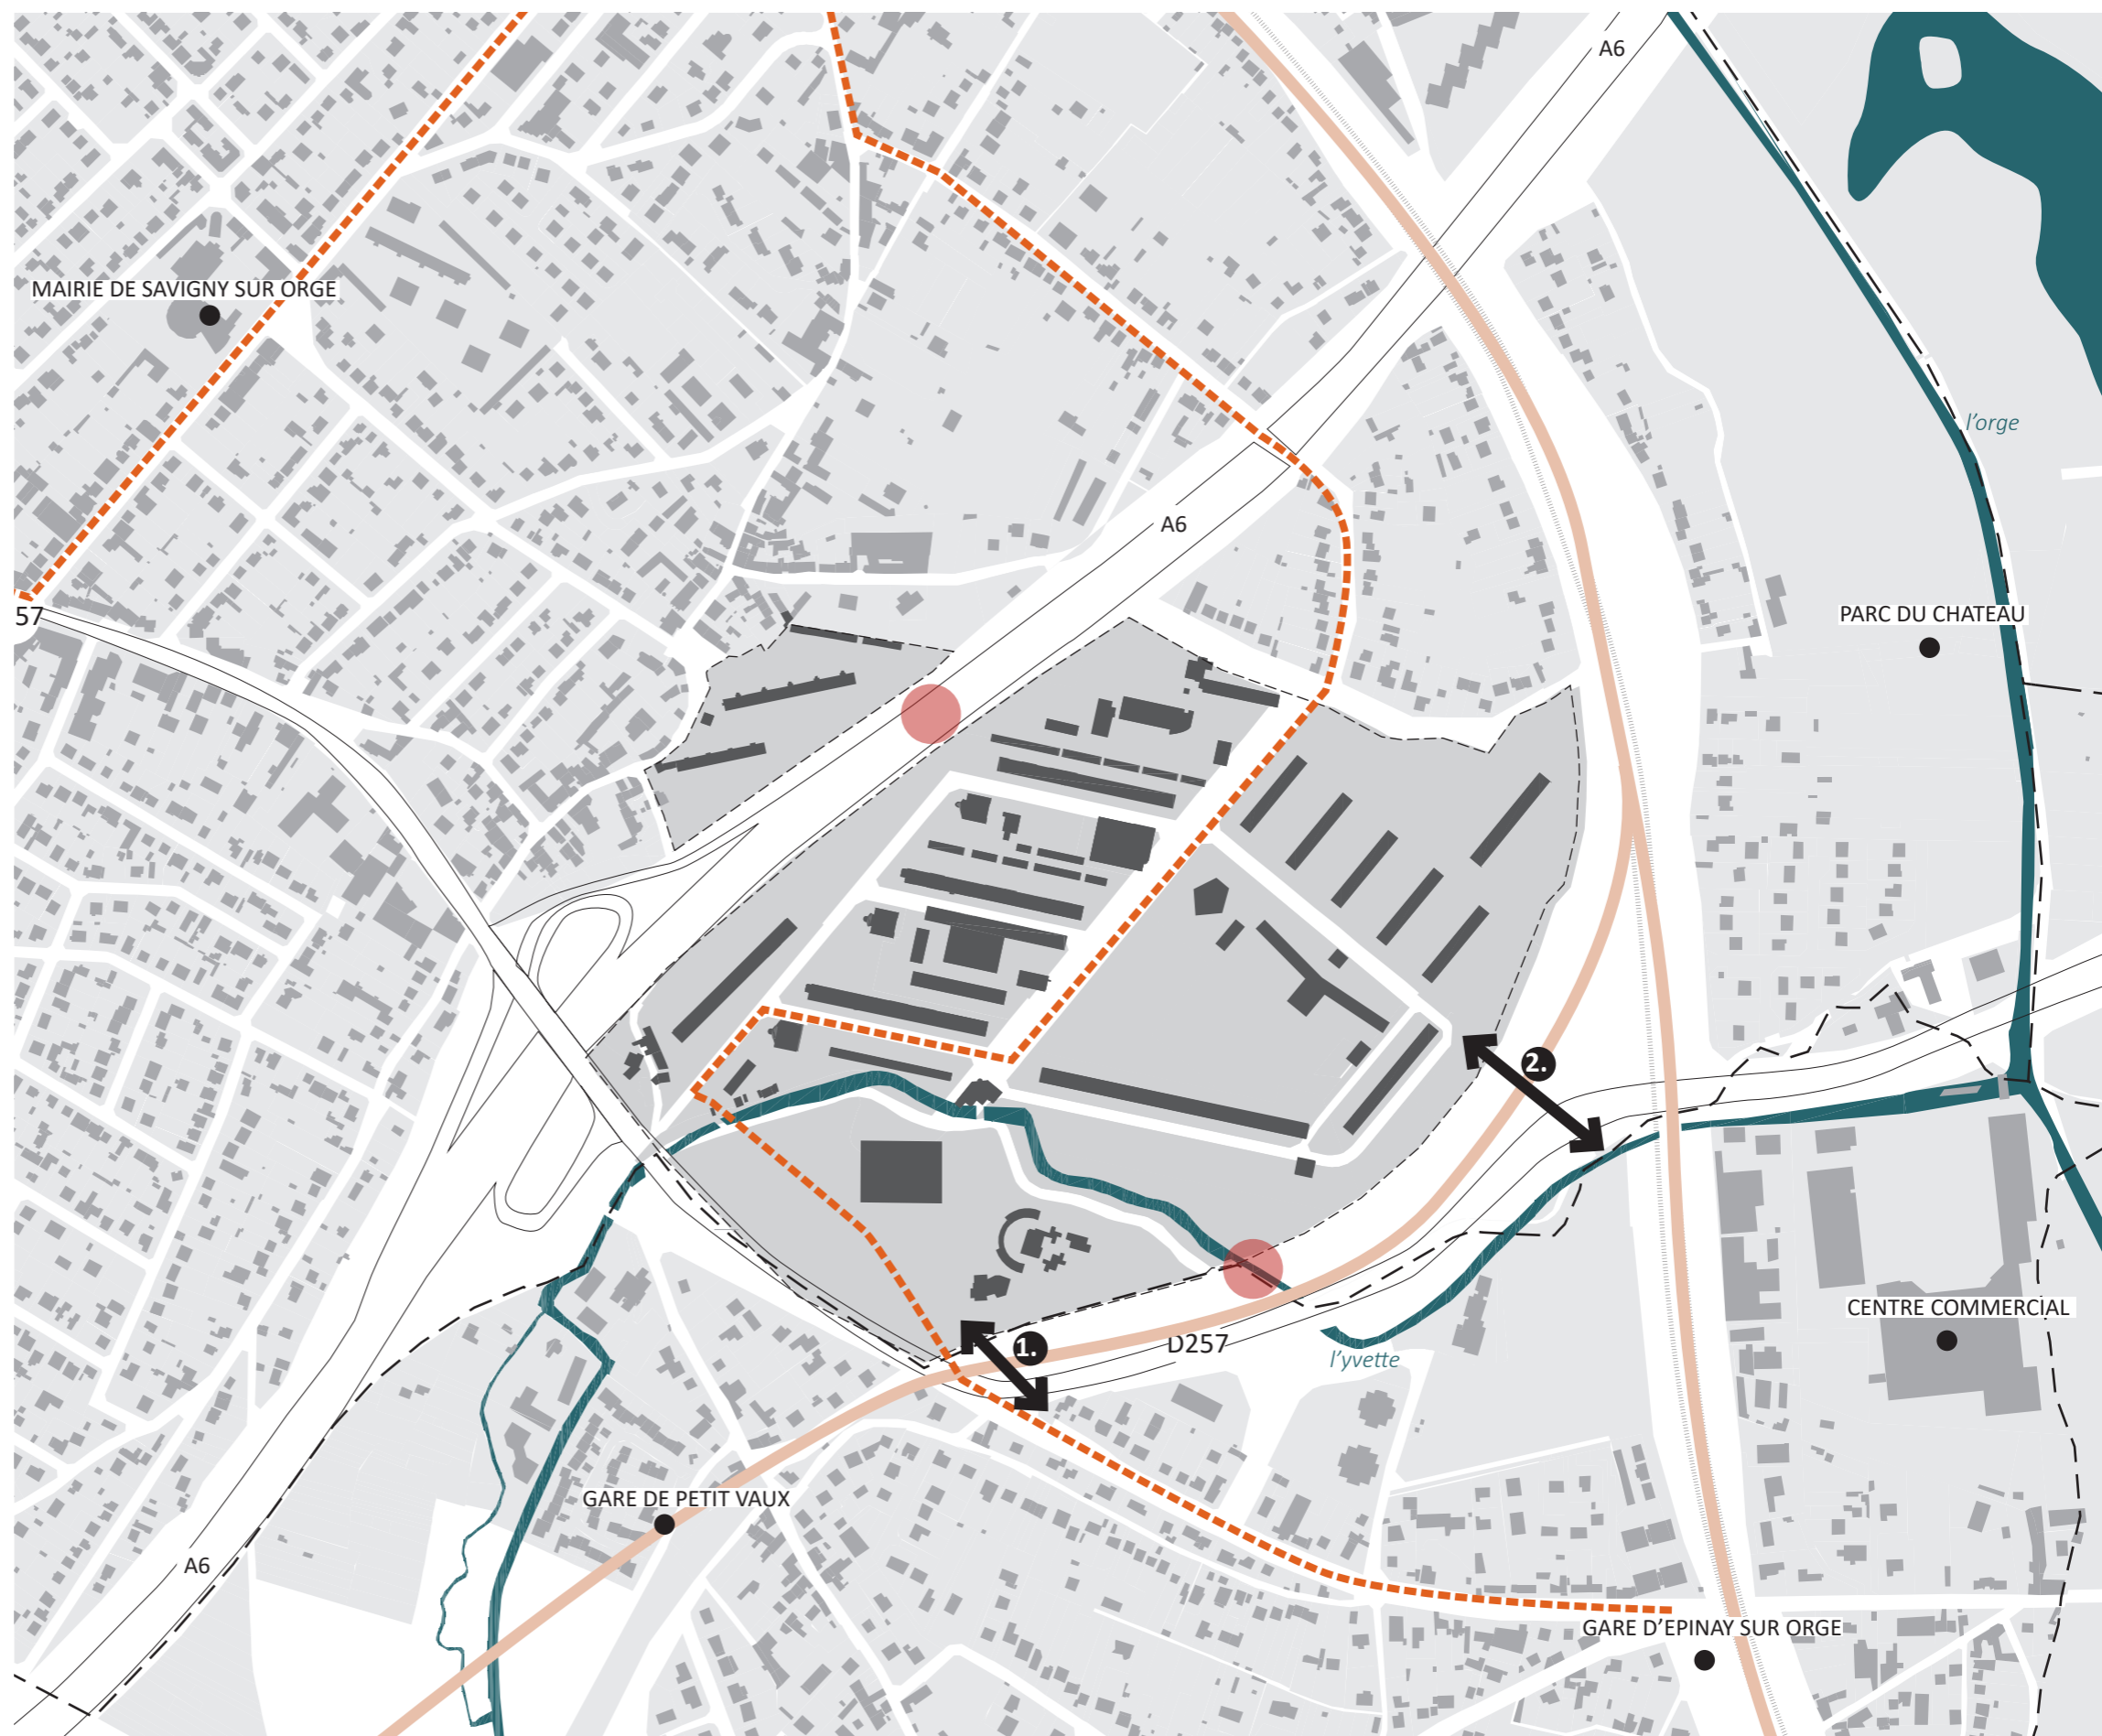 A6
MAIRIE DE SAVIGNY SUR ORGE
l'orge
A6
57
PARC DU CHATEAU
2.
CENTRE COMMERCIAL
1.
D257
l'yvette
GARE DE PETIT VAUX
A6
GARE D'EPINAY SUR ORGE